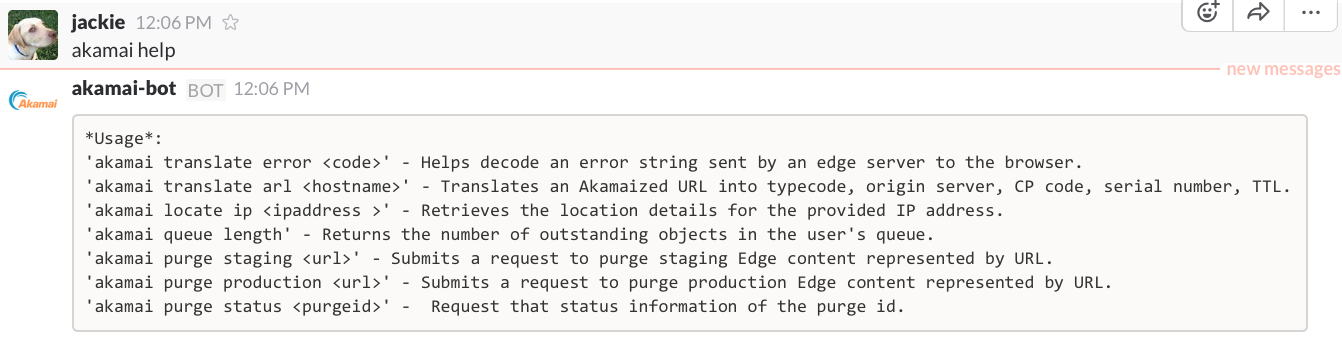 jackie 12:06 PM
akamai help
new messages
akamai-bot BOT 12:06 PM
Akamai
*Usage*:
'akamai translate error <code>' - Helps decode an error string sent by an edge server to the browser.
'akamai translate arl <hostname>' - Translates an Akamaized URL into typecode, origin server, CP code, serial number, TTL.
'akamai locate ip <ipaddress >' - Retrieves the location details for the provided IP address.
'akamai queue length' - Returns the number of outstanding objects in the user's queue.
'akamai purge staging <url>' - Submits a request to purge staging Edge content represented by URL.
'akamai purge production <url>' - Submits a request to purge production Edge content represented by URL.
'akamai purge status <purgeid>' -  Request that status information of the purge id.